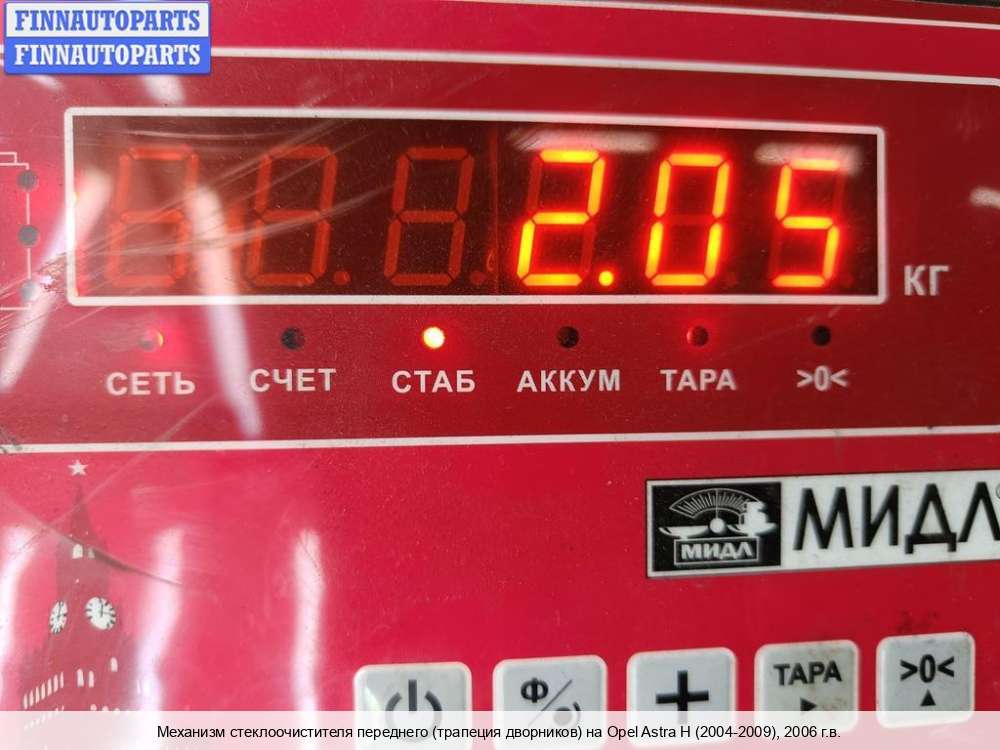 FINNAUTOPARTS
FINNAUTOPARTS
2.05
КГ
СЕТЬ СЧЕТ СТАБ АККУМ ТАРА >0<
МИДЛ МИДЛ
Ф
+
ТАРА
>0<
Механизм стеклоочистителя переднего (трапеция дворников) на Opel Astra H (2004-2009), 2006 г.в.